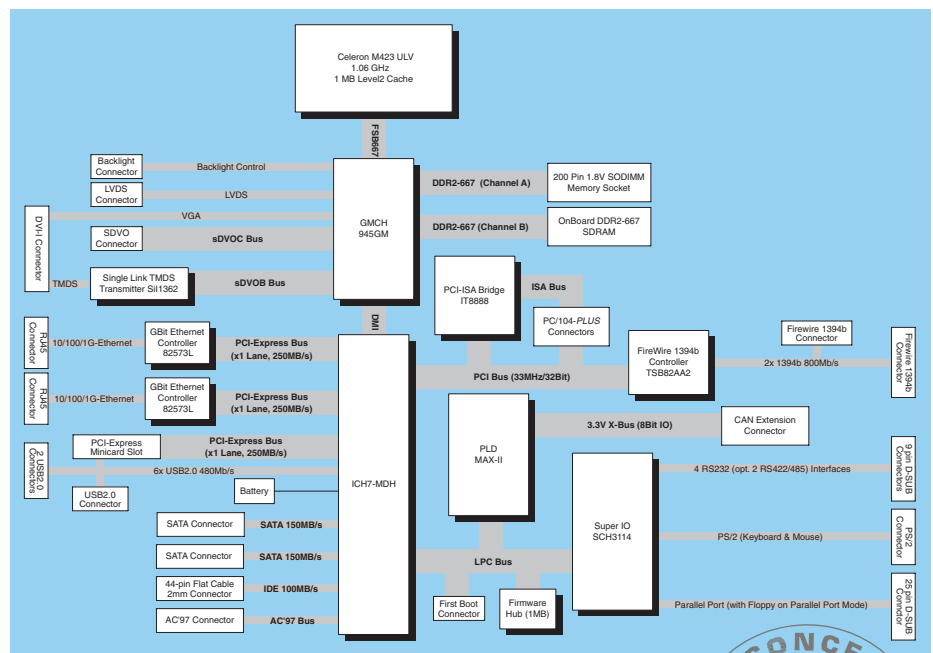 Celeron M423 ULV
1.06 GHz
1 MB Level2 Cache
FSB667
Backlight
Connector
Backlight Control
LVDS
Connector
LVDS
VGA
DVI-I Connector
SDVO
Connector
sDVOC Bus
TMDS
Single Link TMDS
Transmitter Sil1362
sDVOB Bus
GMCH
945GM
DDR2-667 (Channel A)
200 Pin 1.8V SODIMM
Memory Socket
DDR2-667 (Channel B)
OnBoard DDR2-667
SDRAM
DMI
PCI-ISA Bridge
IT8888
ISA Bus
PC/104-PLUS
Connectors
RJ45
Connector
10/100/1G-Ethernet
GBit Ethernet
Controller
82573L
PCI-Express Bus
(x1 Lane, 250MB/s)
PCI Bus (33MHz/32Bit)
FireWire 1394b
Controller
TSB82AA2
Firewire 1394b
Connector
2x 1394b 800Mb/s
Firewire 1394b
Connector
RJ45
Connector
10/100/1G-Ethernet
GBit Ethernet
Controller
82573L
PCI-Express Bus
(x1 Lane, 250MB/s)
PLD
MAX-II
3.3V X-Bus (8Bit IO)
CAN Extension
Connector
2 USB2.0
Connectors
PCI-Express
Minicard Slot
PCI-Express Bus
(x1 Lane, 250MB/s)
6x USB2.0 480Mb/s
USB2.0
Connector
Battery
ICH7-MDH
SATA Connector
SATA 150MB/s
SATA Connector
SATA 150MB/s
44-pin Flat Cable
2mm Connector
IDE 100MB/s
AC'97 Connector
AC'97 Bus
LPC Bus
First Boot
Connector
Firmware
Hub (1MB)
Super IO
SCH3114
4 RS232 (opt. 2 RS422/485) Interfaces
9 pin D-SUB
Connectors
PS/2 (Keyboard & Mouse)
PS/2
Connector
Parallel Port (with Floppy on Parallel Port Mode)
25 pin D-SUB
Connctor
CONCE